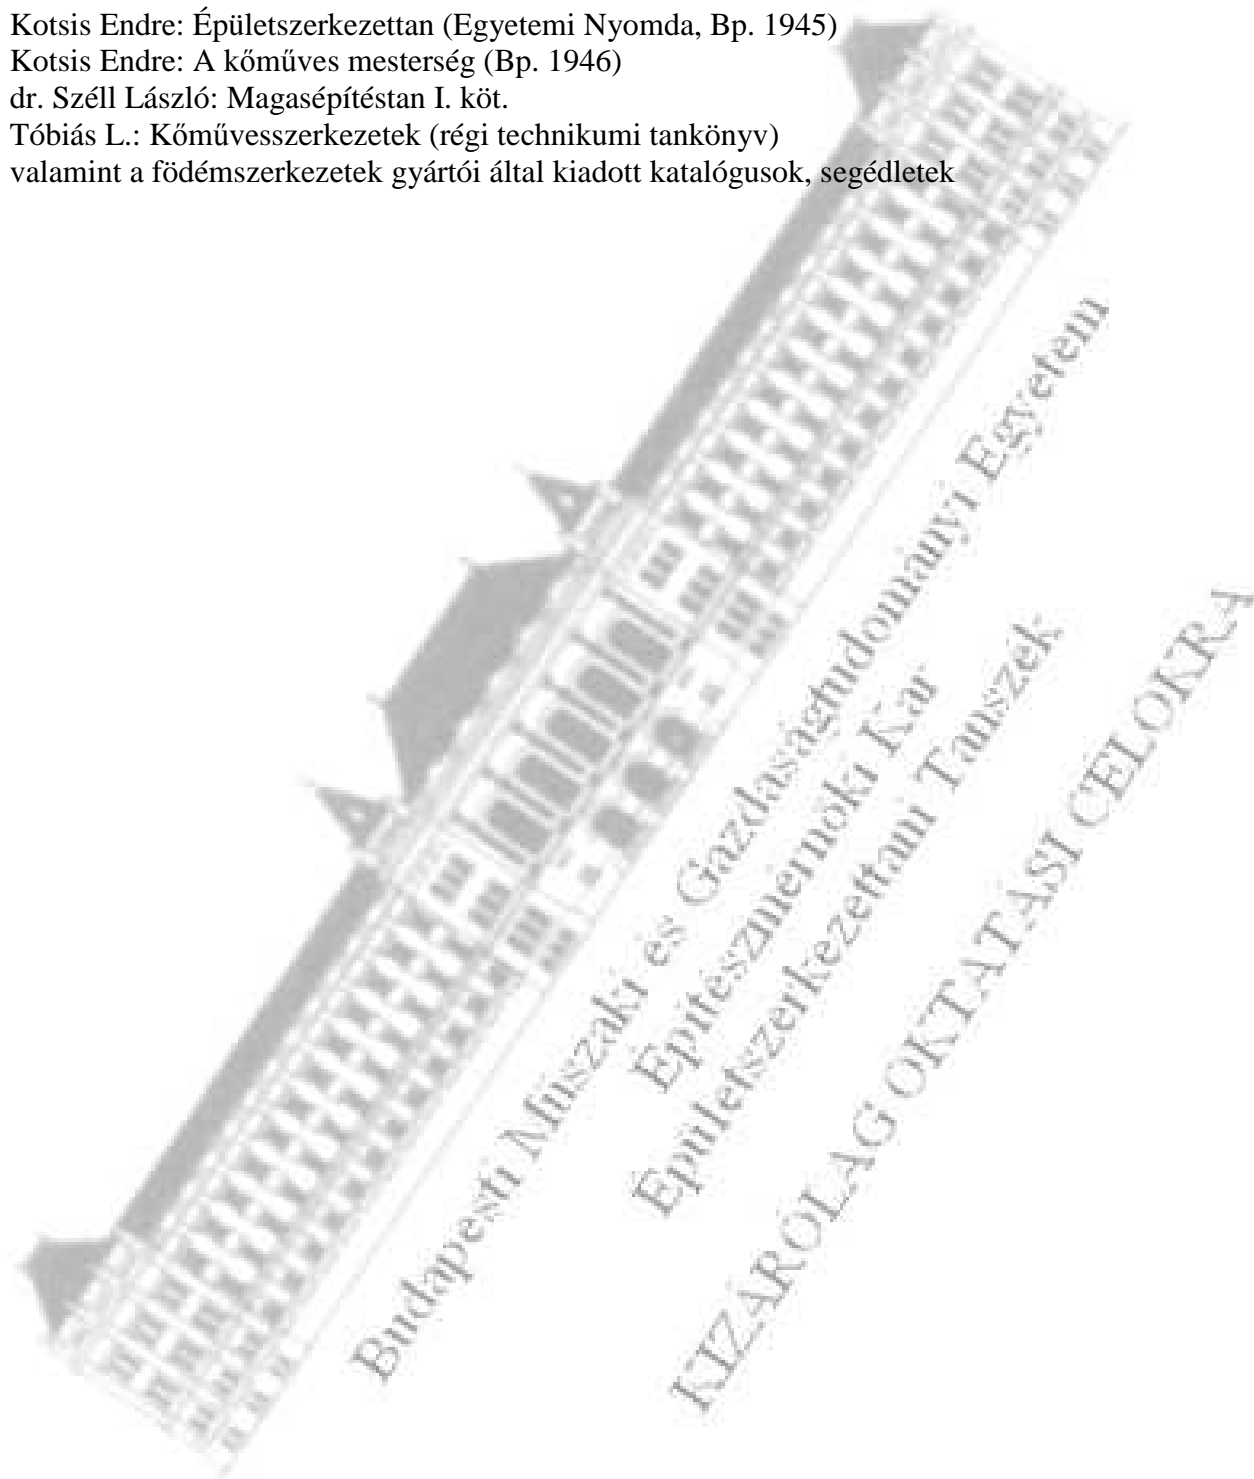 Kotsis Endre: Épületszerkezettan (Egyetemi Nyomda, Bp. 1945)
Kotsis Endre: A kőműves mesterség (Bp. 1946)
dr. Széll László: Magasépítéstan I. köt.
Tóbiás L.: Kőművesszerkezetek (régi technikumi tankönyv)
valamint a födémszerkezetek gyártói által kiadott katalógusok, segédletek
Budapesti Műszaki és Gazdaságtudományi Egyetem
Építészmérnöki Kar
Épületszerkezettani Tanszék
KIZÁRÓLAG OKTATÁSI CÉLOKRA